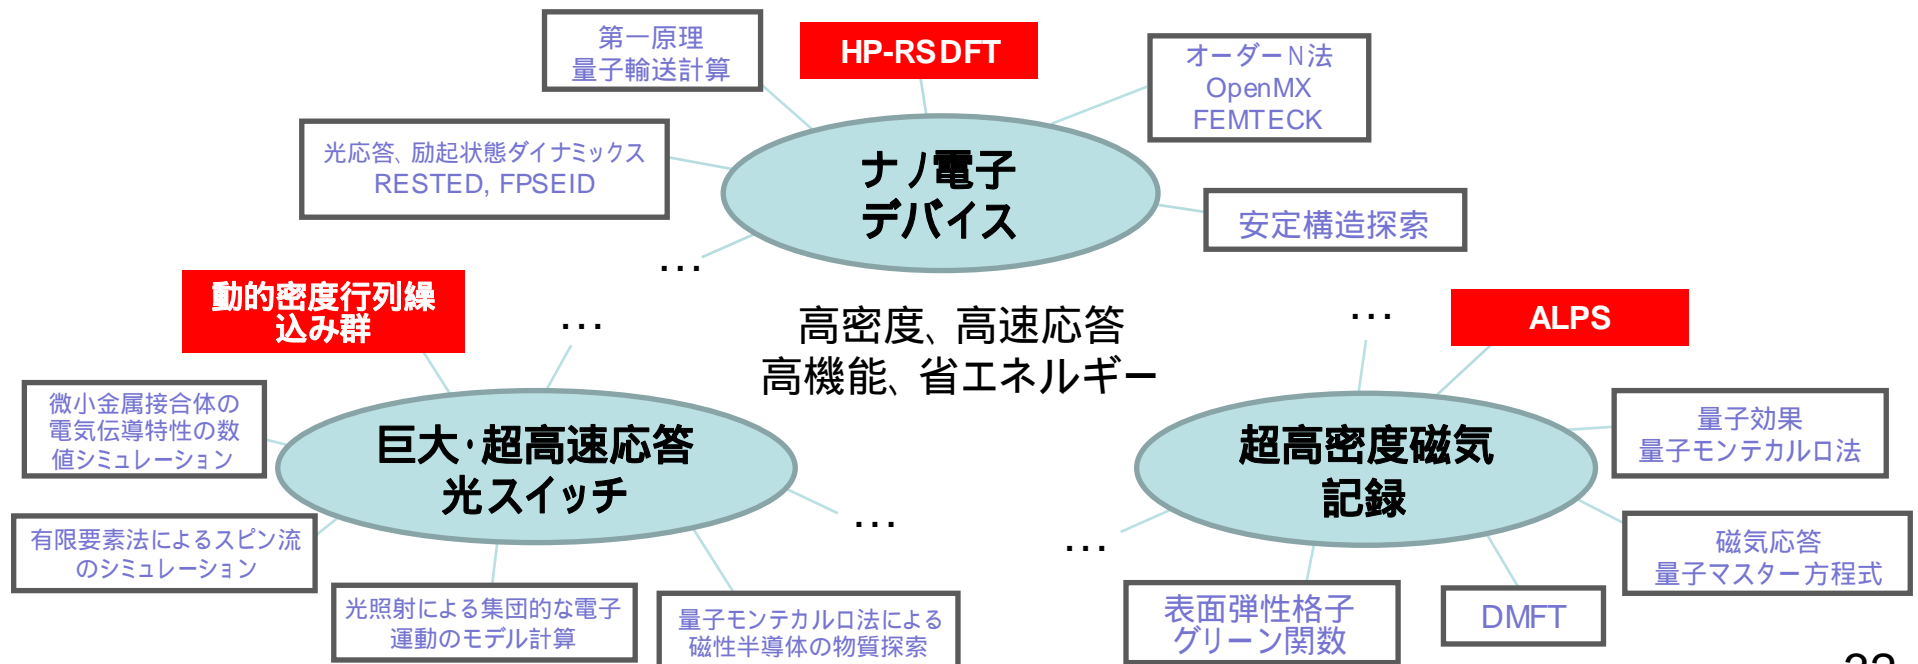 第一原理
量子輸送計算
HP-RSDFT
オーダーN法
OpenMX
FEMTECK
光応答、励起状態ダイナミックス
RESTED, FPSEID
ナノ電子
デバイス
安定構造探索
…
動的密度行列繰
込み群
…
高密度、高速応答
高機能、省エネルギー
…
ALPS
微小金属接合体の
電気伝導特性の数
値シミュレーション
巨大・超高速応答
光スイッチ
超高密度磁気
記録
量子効果
量子モンテカルロ法
有限要素法によるスピン流
のシミュレーション
…
…
磁気応答
量子マスター方程式
光照射による集団的な電子
運動のモデル計算
量子モンテカルロ法による
磁性半導体の物質探索
表面弾性格子
グリーン関数
DMFT